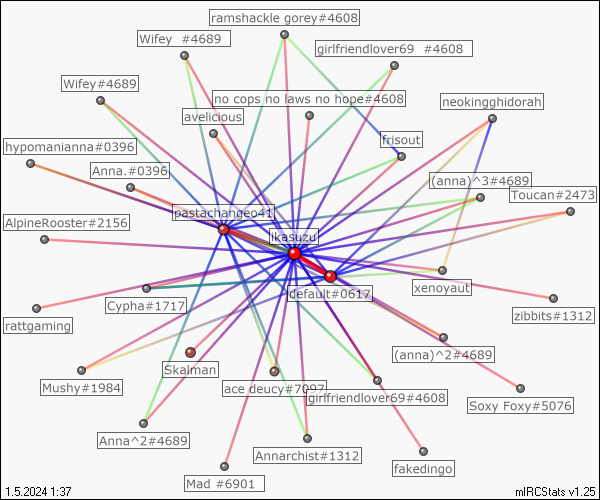 ramshackle gorey#4608
Wifey  #4689
girlfriendlover69  #4608
Wifey#4689
no cops no laws no hope#4608
neokingghidorah
avelicious
frisout
hypomanianna#0396
Anna.#0396
(anna)^3#4689
Toucan#2473
pastachangeo41
AlpineRooster#2156
ikasuzu
default#0617
xenoyaut
Cypha#1717
zibbits#1312
rattgaming
(anna)^2#4689
Skalman
Mushy#1984
ace deucy#7097
girlfriendlover69#4608
Soxy Foxy#5076
Anna^2#4689
Annarchist#1312
fakedingo
Mad #6901
1.5.2024 1:37
mIRCStats v1.25